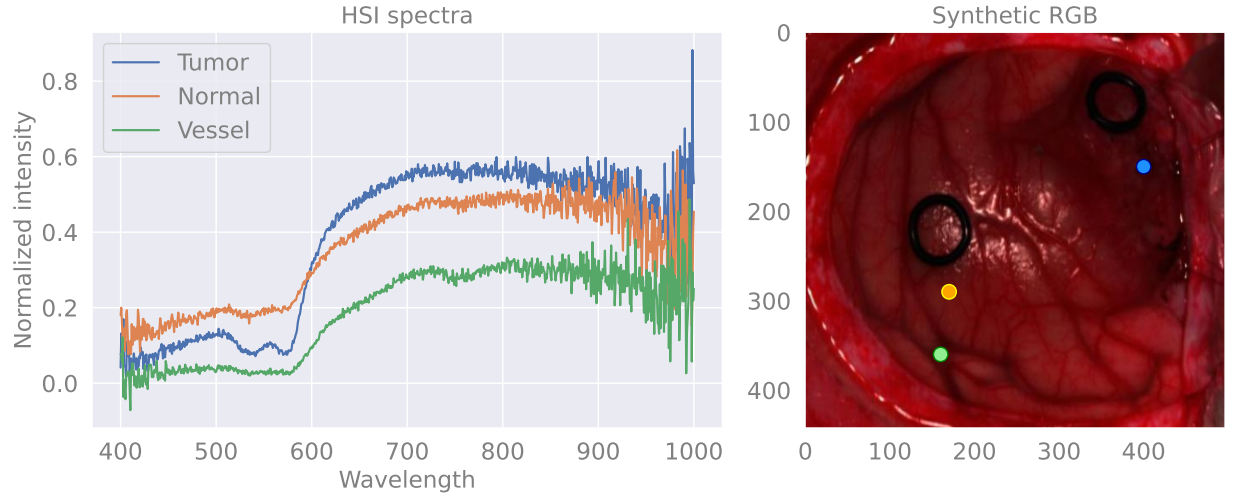 HSI spectra
Normalized intensity
0.8
0.6
0.4
0.2
0.0
Tumor
Normal
Vessel
400 500 600 700 800 900 1000
Wavelength
Synthetic RGB
0
100
200
300
400
0 100 200 300 400